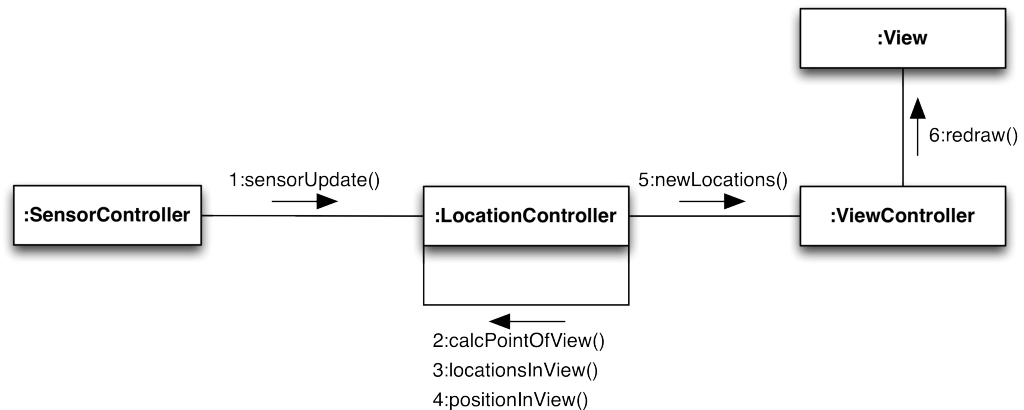 :View
6:redraw()
1:sensorUpdate()
5:newLocations()
:SensorController
:LocationController
:ViewController
2:calcPointOfView()
3:locationsInView()
4:positionInView()